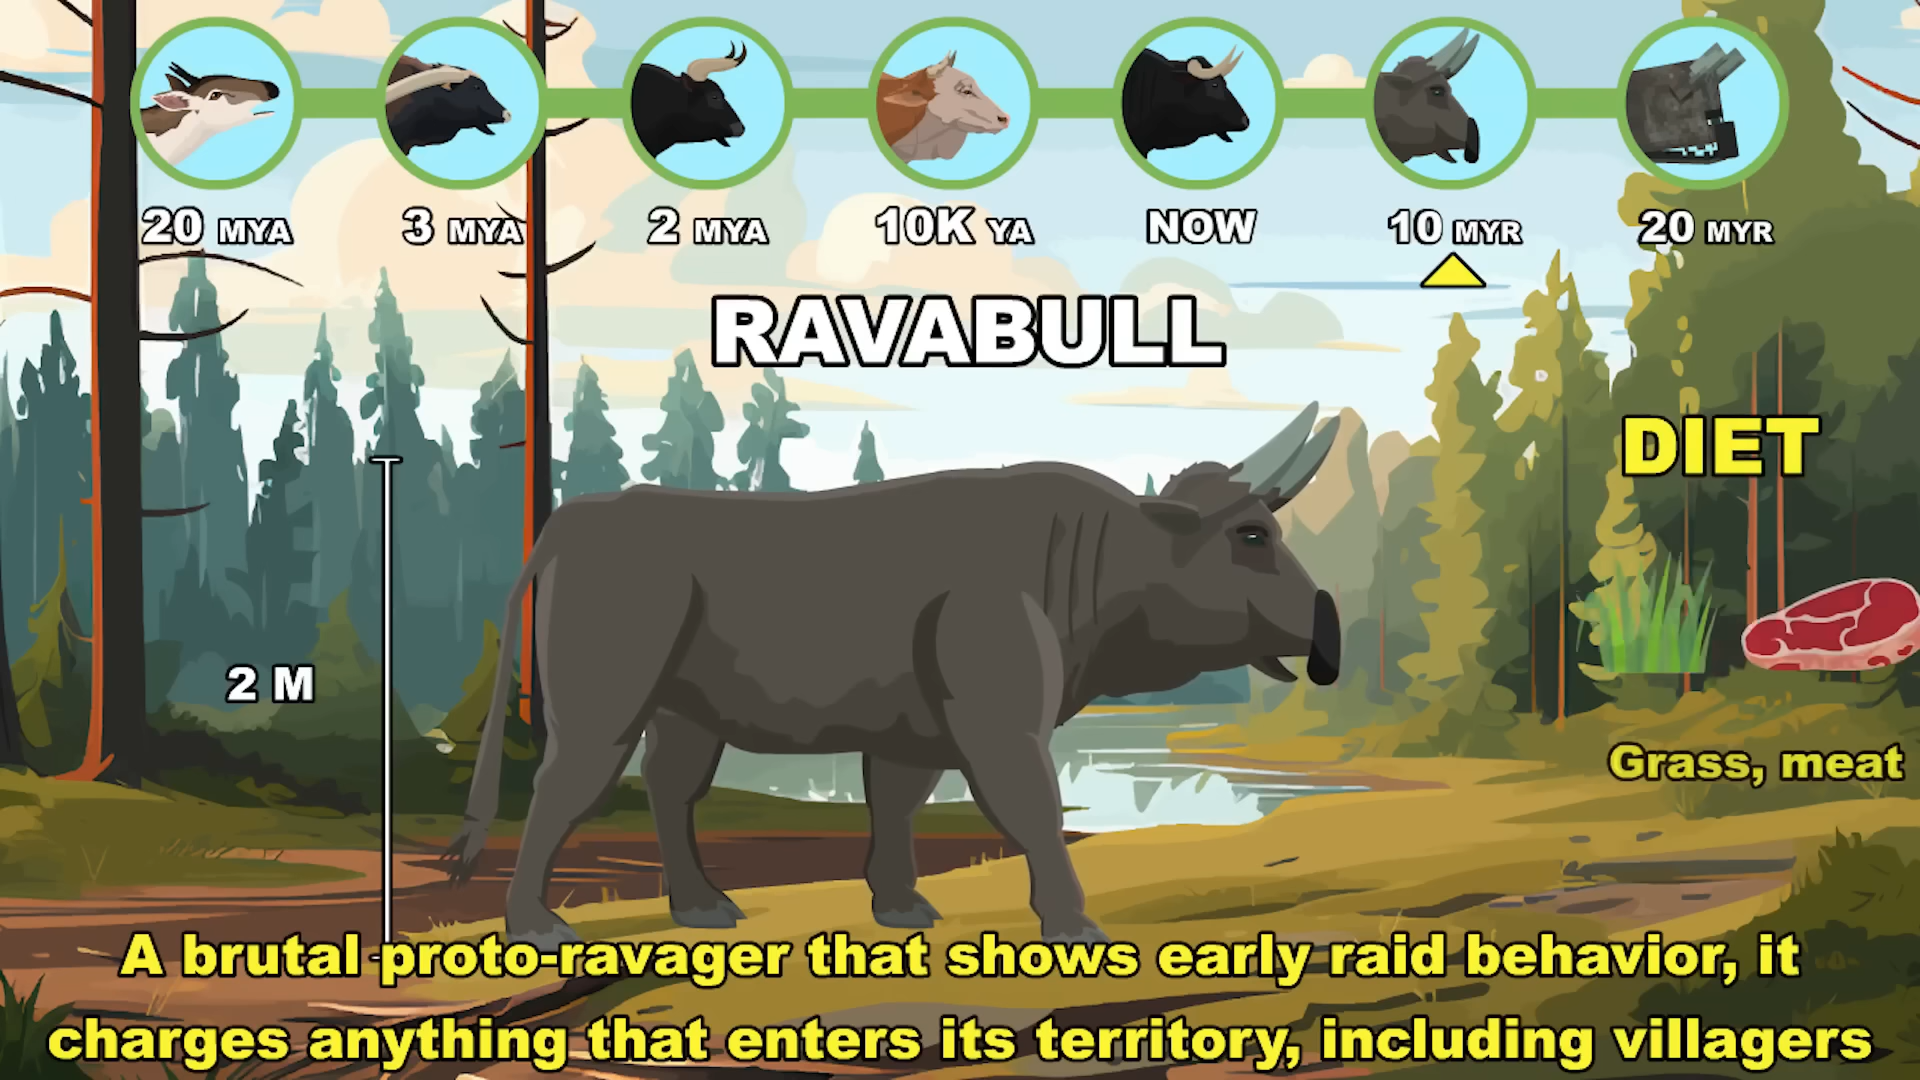 20 MYA
3 MYA
2 MYA
10K YA
NOW
10 MYR
20 MYR
RAVABULL
DIET
2 M
Grass, meat
A brutal proto-ravager that shows early raid behavior, it
charges anything that enters its territory, including villagers